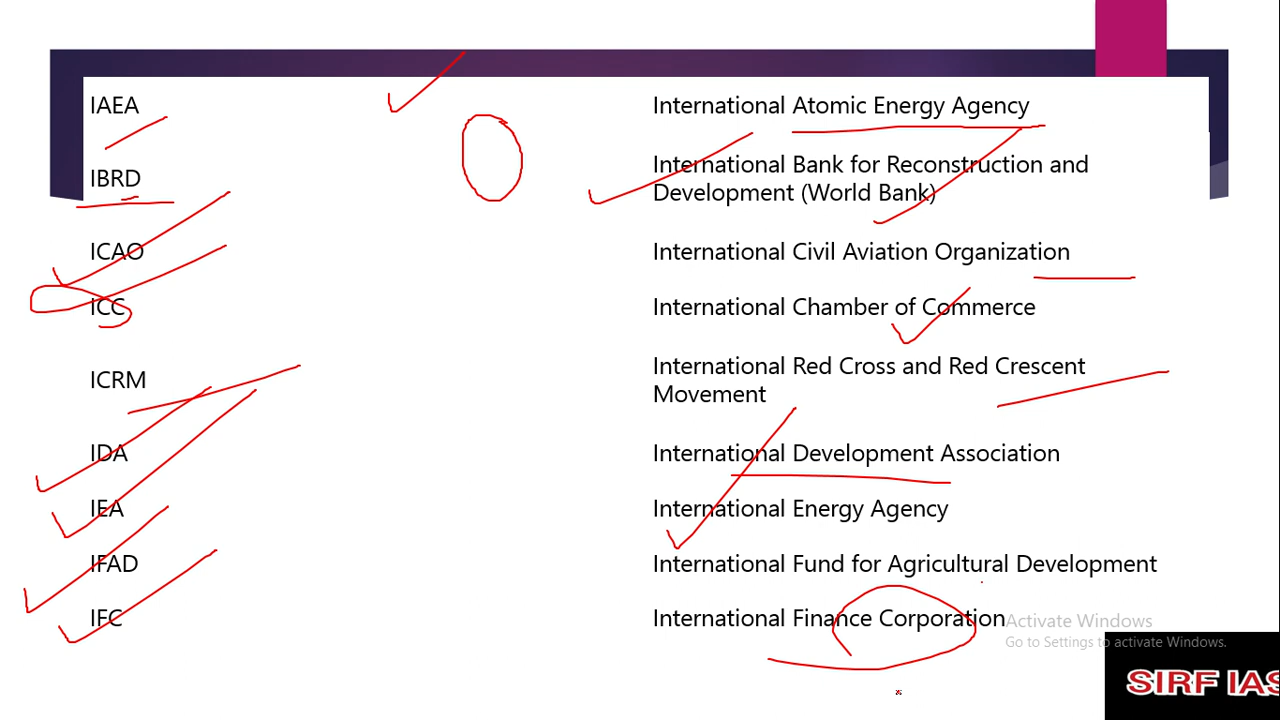 IAEA International Atomic Energy Agency
IBRD International Bank for Reconstruction and
Development (World Bank)
ICAO International Civil Aviation Organization
ICC International Chamber of Commerce
ICRM International Red Cross and Red Crescent
Movement
IDA International Development Association
IEA International Energy Agency
IFAD International Fund for Agricultural Development
IFC International Finance Corporation
Activate Windows
Go to Settings to activate Windows.
SIRF IAS